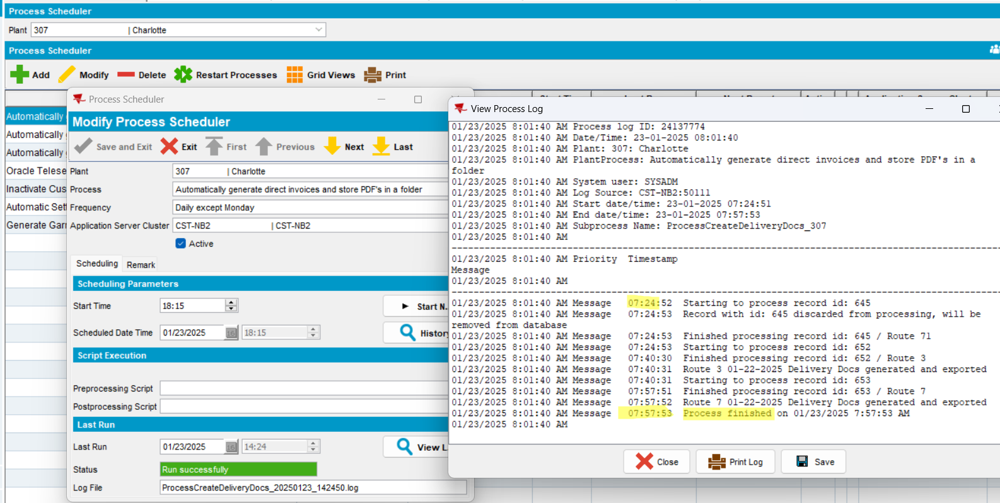 Process Scheduler
Plant 307 | Charlotte
Process Scheduler
Add Modify Delete Restart Processes Grid Views Print
Automatically
Automatically
Automatically
Oracle Telese
Inactivate Cus
Automatic Set
Generate Gar
Process Scheduler
Modify Process Scheduler
Save and Exit Exit First Previous Next Last
Plant 307 | Charlotte
Process Automatically generate direct invoices and store PDF's in a folder
Frequency Daily except Monday
Application Server Cluster CST-NB2 | CST-NB2
Active
Scheduling Remark
Scheduling Parameters
Start Time 18:15 Start N..
Scheduled Date Time 01/23/2025 16 18:15 History
Script Execution
Preprocessing Script
Postprocessing Script
Last Run
Last Run 01/23/2025 16 14:24 View L
Status Run successfully
Log File ProcessCreateDeliveryDocs_20250123_142450.log
View Process Log
01/23/2025 8:01:40 AM Process log ID: 24137774
01/23/2025 8:01:40 AM Date/Time: 23-01-2025 08:01:40
01/23/2025 8:01:40 AM Plant: 307: Charlotte
01/23/2025 8:01:40 AM PlantProcess: Automatically generate direct invoices and store PDF's in a
folder
01/23/2025 8:01:40 AM System user: SYSADM
01/23/2025 8:01:40 AM Log Source: CST-NB2:50111
01/23/2025 8:01:40 AM Start date/time: 23-01-2025 07:24:51
01/23/2025 8:01:40 AM End date/time: 23-01-2025 07:57:53
01/23/2025 8:01:40 AM Subprocess Name: ProcessCreateDeliveryDocs_307
01/23/2025 8:01:40 AM
01/23/2025 8:01:40 AM Priority Timestamp
Message
01/23/2025 8:01:40 AM
01/23/2025 8:01:40 AM Message 07:24:52 Starting to process record id: 645
01/23/2025 8:01:40 AM Message 07:24:53 Record with id: 645 discarded from processing, will be
removed from database
01/23/2025 8:01:40 AM Message 07:24:53 Finished processing record id: 645 / Route 71
01/23/2025 8:01:40 AM Message 07:24:53 Starting to process record id: 652
01/23/2025 8:01:40 AM Message 07:40:30 Finished processing record id: 652 / Route 3
01/23/2025 8:01:40 AM Message 07:40:31 Route 3 01-22-2025 Delivery Docs generated and exported
01/23/2025 8:01:40 AM Message 07:40:31 Starting to process record id: 653
01/23/2025 8:01:40 AM Message 07:57:51 Finished processing record id: 653 / Route 7
01/23/2025 8:01:40 AM Message 07:57:52 Route 7 01-22-2025 Delivery Docs generated and exported
01/23/2025 8:01:40 AM Message 07:57:53 Process finished on 01/23/2025 7:57:53 AM
01/23/2025 8:01:40 AM
Close Print Log Save